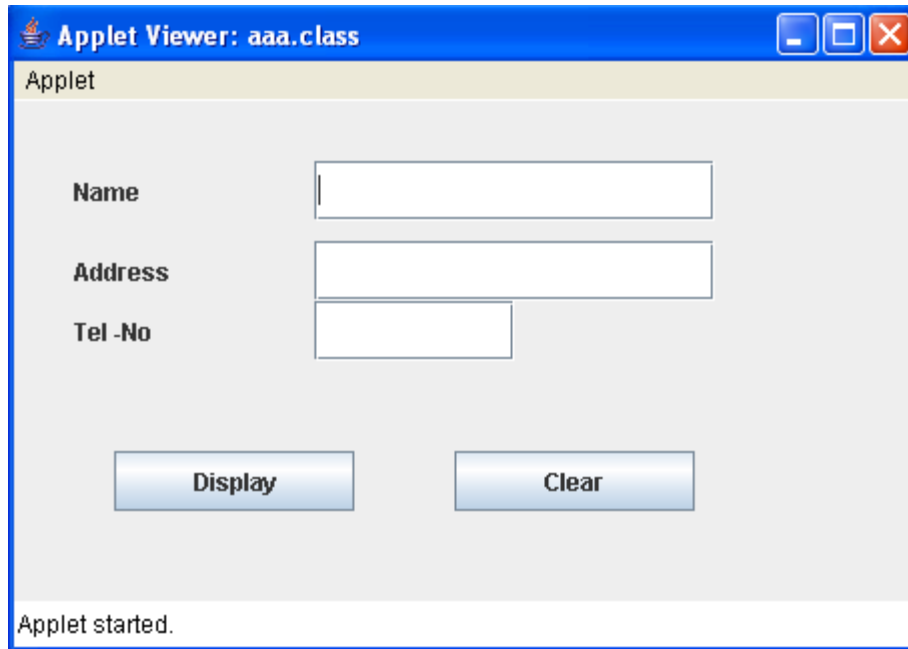 Applet Viewer: aaa.class
Applet
Name
Address
Tel -No
Display Clear
Applet started.